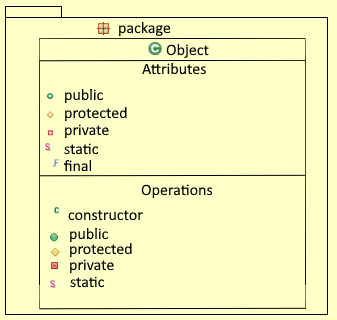 package
C Object
Attributes
public
protected
private
S static
F final
Operations
C constructor
public
protected
private
S static